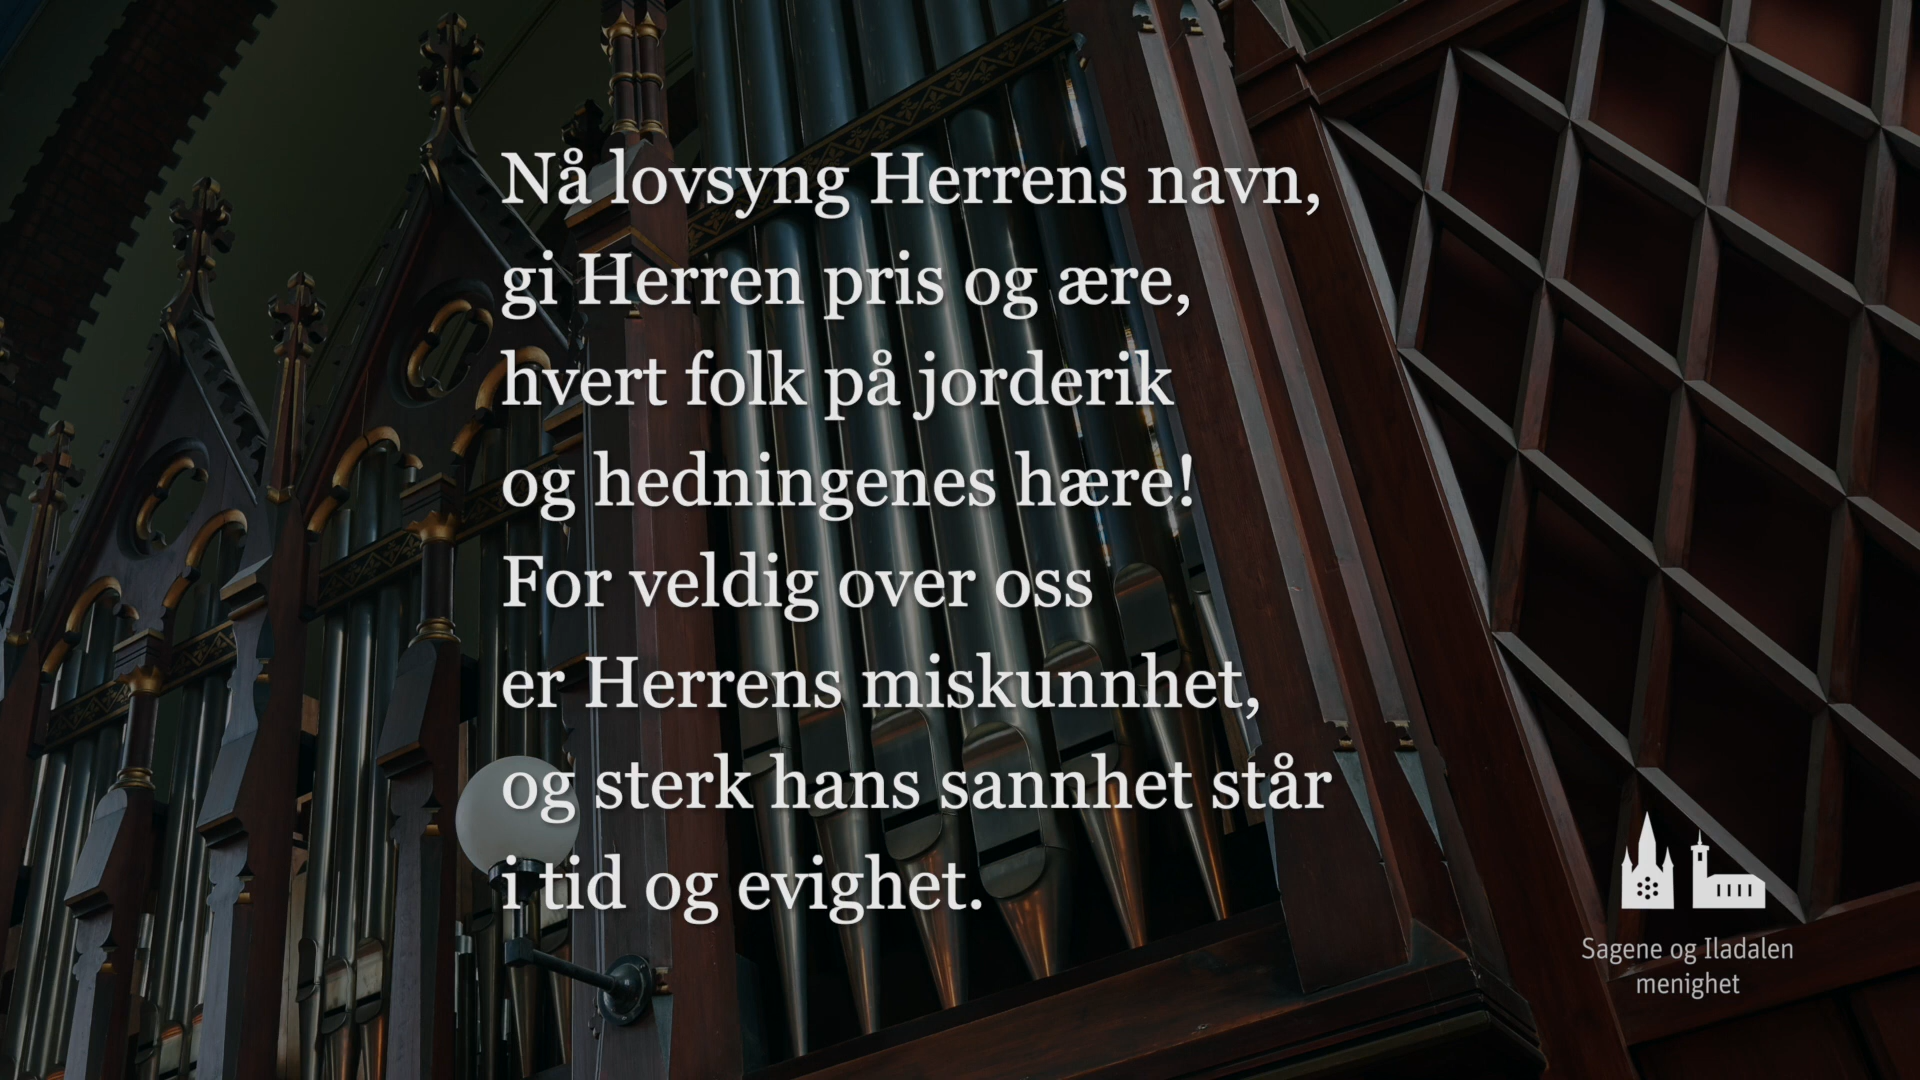 Nå lovsyng Herrens navn,
gi Herren pris og ære,
hvert folk på jorderik
og hedningenes hære!
For veldig over oss
er Herrens miskunnhet,
og sterk hans sannhet står
i tid og evighet.
Sagene og Iladalen
menighet